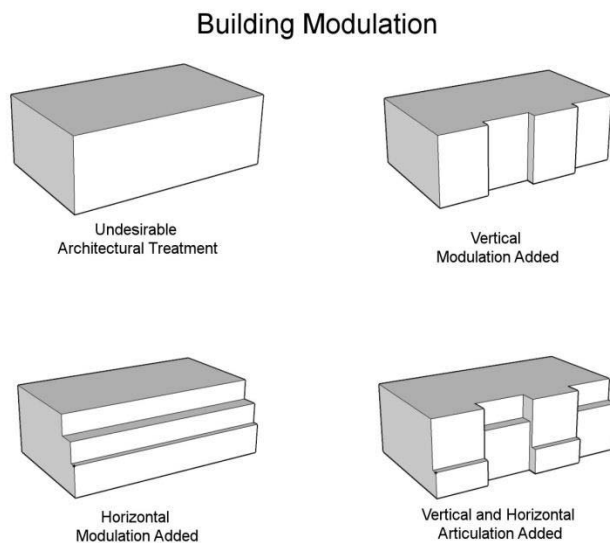 Building Modulation
Undesirable
Architectural Treatment
Vertical
Modulation Added
Horizontal
Modulation Added
Vertical and Horizontal
Articulation Added